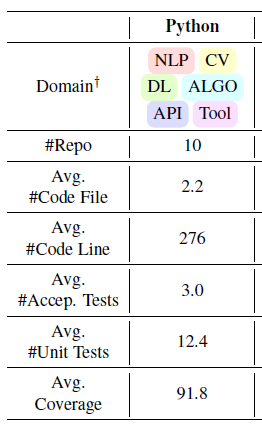 Python
Domain† NLP CV
DL ALGO
API Tool
#Repo 10
Avg.
#Code File 2.2
Avg.
#Code Line 276
Avg.
#Accep. Tests 3.0
Avg.
#Unit Tests 12.4
Avg.
Coverage 91.8